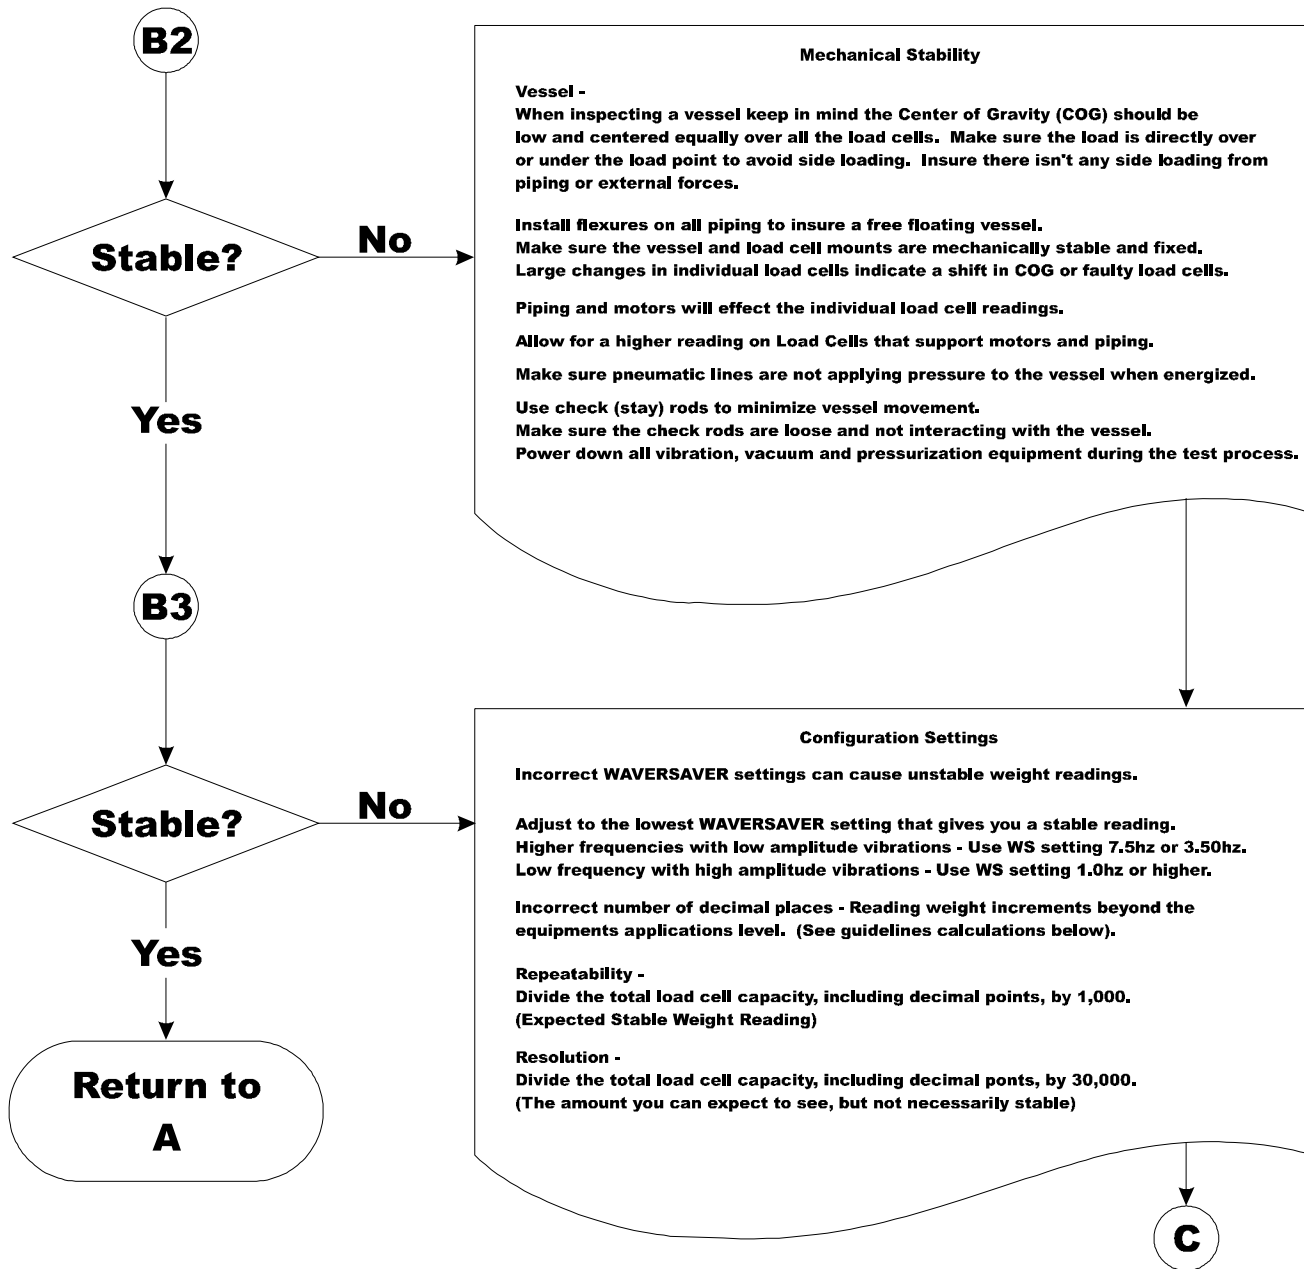 B2
Stable?
No
Yes
Mechanical Stability
Vessel -
When inspecting a vessel keep in mind the Center of Gravity (COG) should be
low and centered equally over all the load cells.  Make sure the load is directly over
or under the load point to avoid side loading.  Insure there isn't any side loading from
piping or external forces.
Install flexures on all piping to insure a free floating vessel.
Make sure the vessel and load cell mounts are mechanically stable and fixed.
Large changes in individual load cells indicate a shift in COG or faulty load cells.
Piping and motors will effect the individual load cell readings.
Allow for a higher reading on Load Cells that support motors and piping.
Make sure pneumatic lines are not applying pressure to the vessel when energized.
Use check (stay) rods to minimize vessel movement.
Make sure the check rods are loose and not interacting with the vessel.
Power down all vibration, vacuum and pressurization equipment during the test process.
B3
Stable?
No
Yes
Return to
A
Configuration Settings
Incorrect WAVERSAVER settings can cause unstable weight readings.
Adjust to the lowest WAVERSAVER setting that gives you a stable reading.
Higher frequencies with low amplitude vibrations - Use WS setting 7.5hz or 3.50hz.
Low frequency with high amplitude vibrations - Use WS setting 1.0hz or higher.
Incorrect number of decimal places - Reading weight increments beyond the
equipments applications level.  (See guidelines calculations below).
Repeatability -
Divide the total load cell capacity, including decimal points, by 1,000.
(Expected Stable Weight Reading)
Resolution -
Divide the total load cell capacity, including decimal ponts, by 30,000.
(The amount you can expect to see, but not necessarily stable)
C